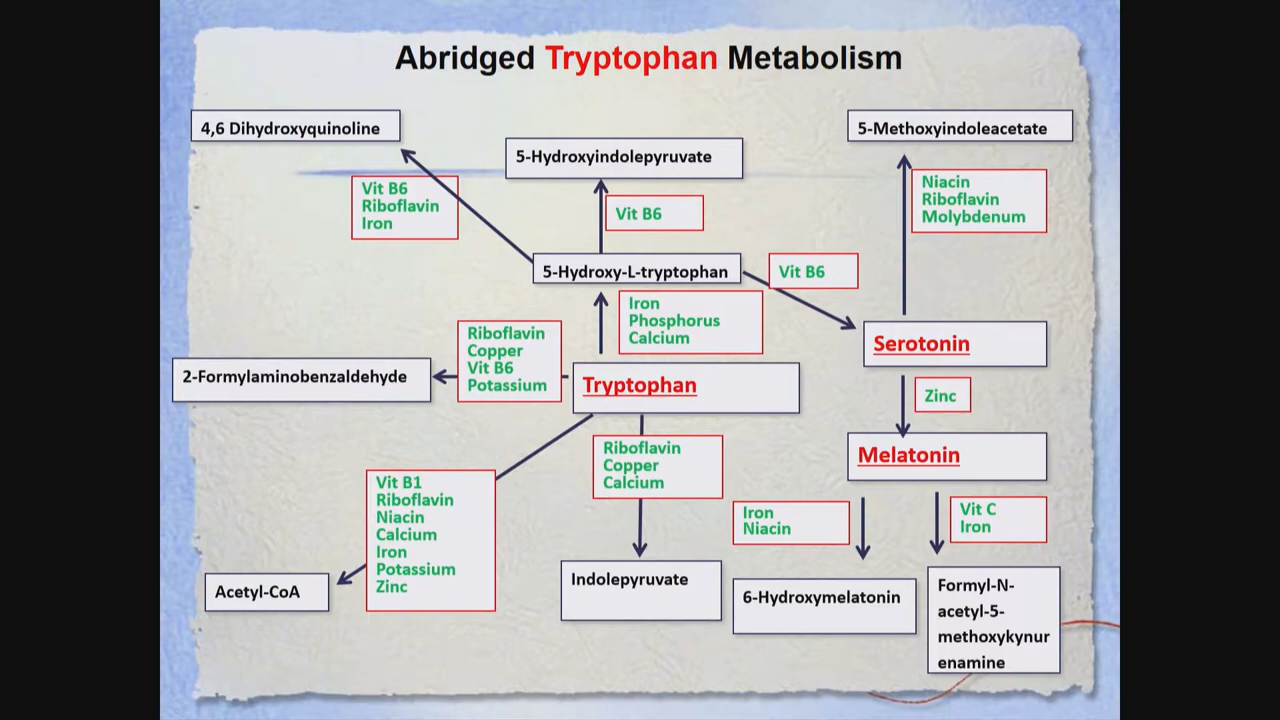 Abridged Tryptophan Metabolism
4,6 Dihydroxyquinoline
5-Hydroxyindolepyruvate
5-Methoxyindoleacetate
Vit B6
Riboflavin
Iron
Vit B6
Niacin
Riboflavin
Molybdenum
5-Hydroxy-L-tryptophan
Vit B6
Iron
Phosphorus
Calcium
Serotonin
Riboflavin
Copper
Vit B6
Potassium
2-Formylaminobenzaldehyde
Tryptophan
Zinc
Melatonin
Riboflavin
Copper
Calcium
Vit B1
Riboflavin
Niacin
Calcium
Iron
Potassium
Zinc
Iron
Niacin
Vit C
Iron
Acetyl-CoA
Indolepyruvate
6-Hydroxymelatonin
Formyl-N-
acetyl-5-
methoxykynur
enamine